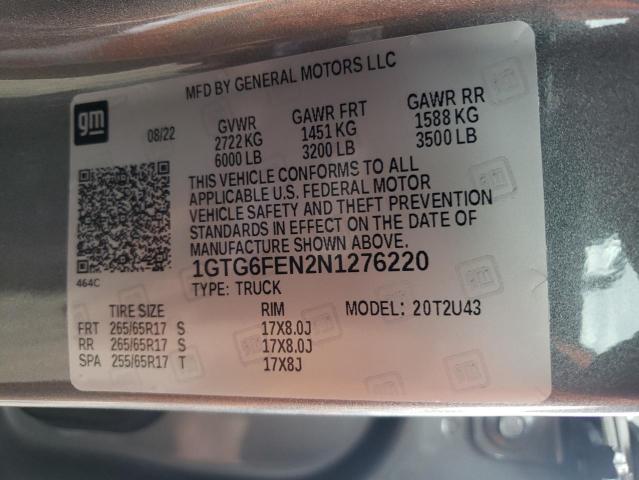 MFD BY GENERAL MOTORS LLC
gm
08/22
GVWR GAWR FRT GAWR RR
2722 KG 1451 KG 1588 KG
6000 LB 3200 LB 3500 LB
THIS VEHICLE CONFORMS TO ALL
APPLICABLE U.S. FEDERAL MOTOR
VEHICLE SAFETY AND THEFT PREVENTION
STANDARDS IN EFFECT ON THE DATE OF
MANUFACTURE SHOWN ABOVE.
464C
1GTG6FEN2N1276220
TYPE: TRUCK
TIRE SIZE RIM MODEL: 20T2U43
FRT 265/65R17 S 17X8.0J
RR 265/65R17 S 17X8.0J
SPA 255/65R17 T 17X8J